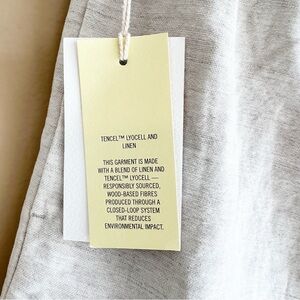 TENCEL™ LYOCELL AND
LINEN
THIS GARMENT IS MADE
WITH A BLEND OF LINEN AND
TENCEL™ LYOCELL —
RESPONSIBLY SOURCED,
WOOD-BASED FIBRES
PRODUCED THROUGH A
CLOSED-LOOP SYSTEM
THAT REDUCES
ENVIRONMENTAL IMPACT.